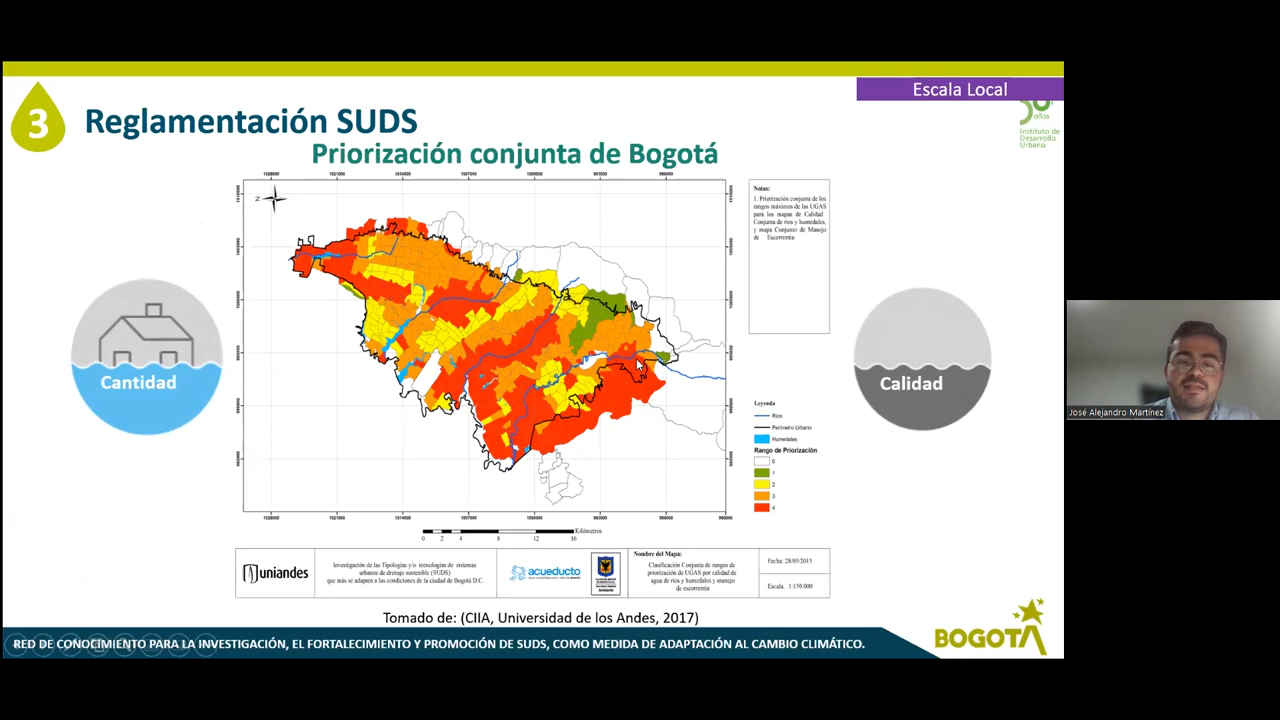 Escala Local
3
Reglamentación SUDS
Priorización conjunta de Bogotá
años
Instituto de
Desarrollo
Urbano
Notas:
1. Priorización conjunta de los
rangos máximos de las UGAS
para los mapas de Calidad
Conjunta de ríos y humedales,
y mapa Conjunto de Manejo
de Escorrentía
Cantidad
Calidad
Leyenda
Ríos
Perímetro Urbano
Humedales
Rango de Priorización
0
1
2
3
4
Kilómetros
0 2 4 8 12 16
uniandes
Investigación de las Tipologías y/o tecnologías de sistemas
urbanos de drenaje sostenible (SUDS)
que más se adapten a las condiciones de la ciudad de Bogotá D.C.
acueducto
Nombre del Mapa:
Clasificación Conjunta de rangos
de priorización de UGAS por calidad de
agua de ríos y humedales y manejo
de escorrentía
Fecha: 28/05/2015
Escala: 1:150.000
Tomado de: (CIIA, Universidad de los Andes, 2017)
RED DE CONOCIMIENTO PARA LA INVESTIGACIÓN, EL FORTALECIMIENTO Y PROMOCIÓN DE SUDS, COMO MEDIDA DE ADAPTACIÓN AL CAMBIO CLIMÁTICO.
BOGOTÁ
José Alejandro Martínez